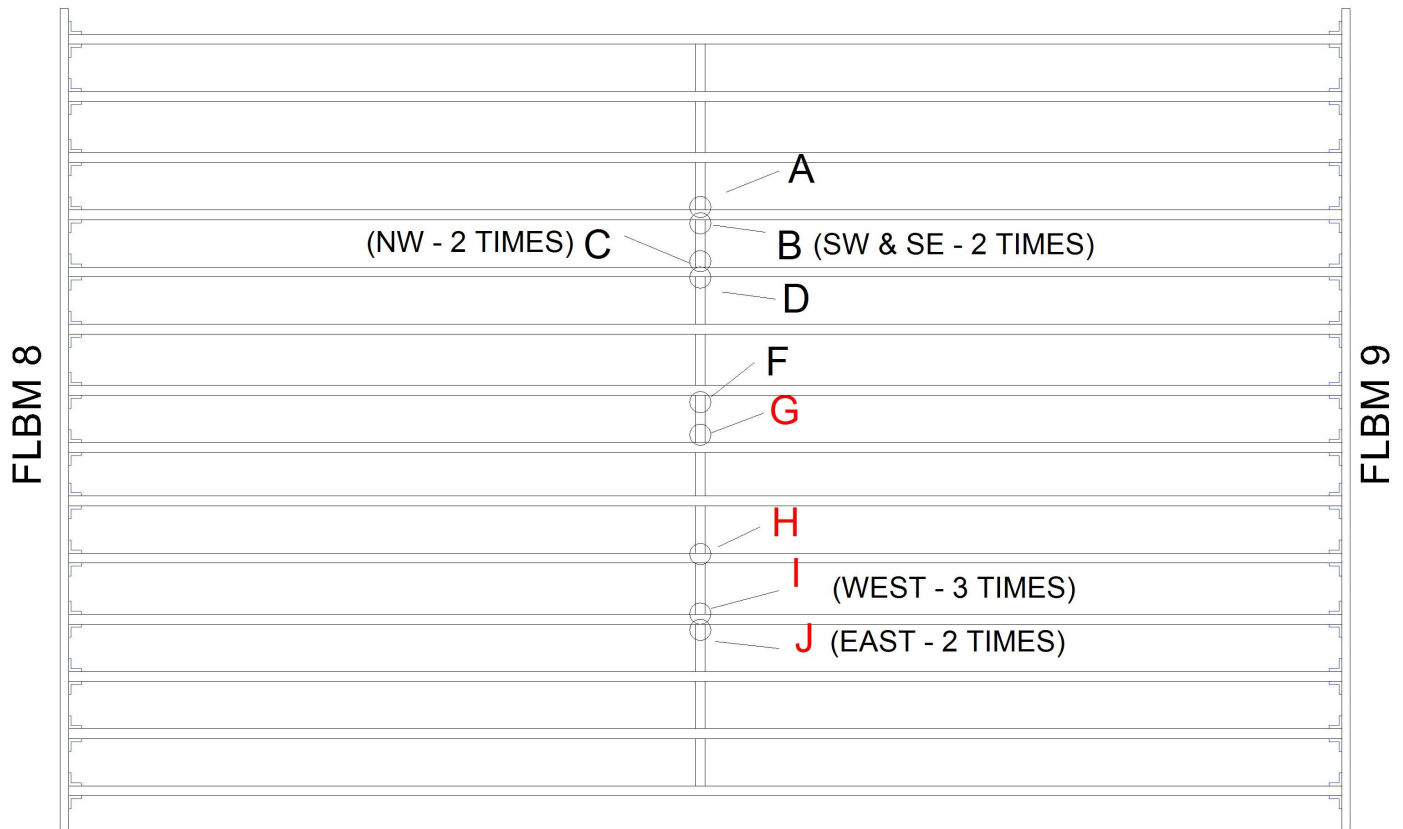 A
(NW - 2 TIMES) C
B (SW & SE - 2 TIMES)
D
FLBM 8
FLBM 9
F
G
H
I (WEST - 3 TIMES)
J (EAST - 2 TIMES)